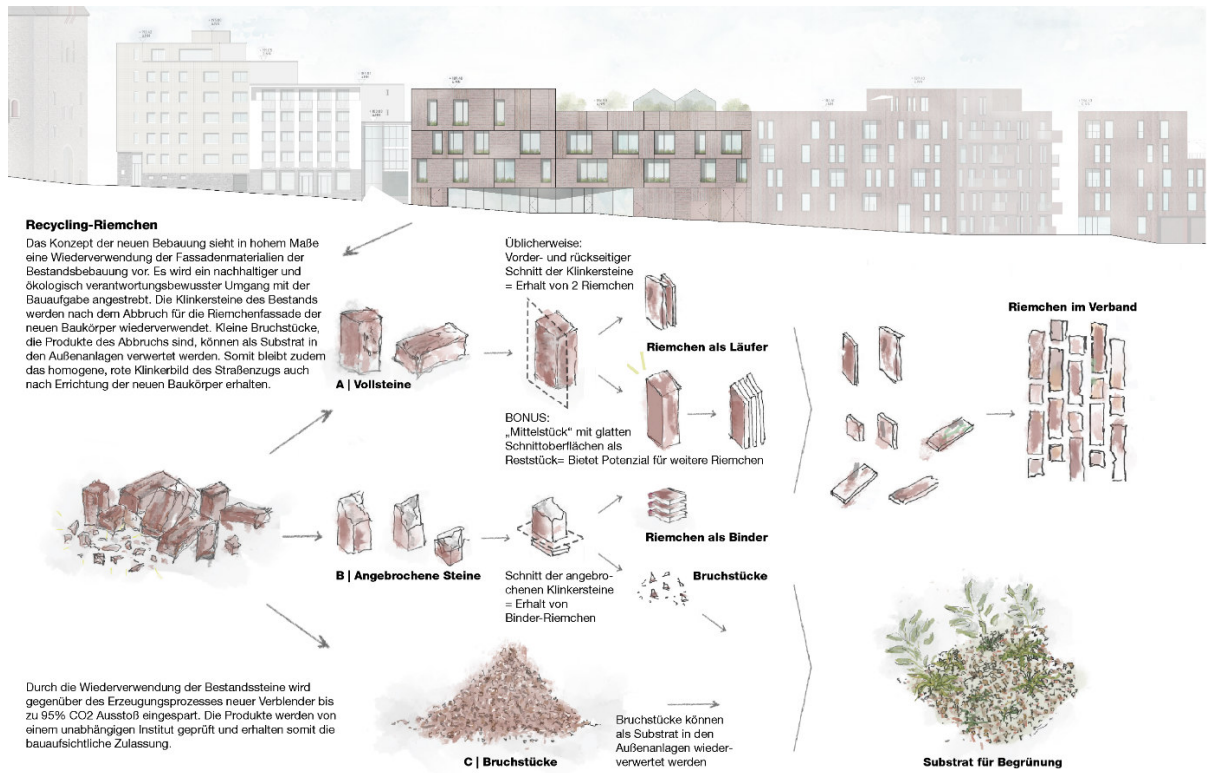 Recycling-Riemchen
Das Konzept der neuen Bebauung sieht in hohem Maße
eine Wiederverwendung der Fassadenmaterialien der
Bestandsbebauung vor. Es wird ein nachhaltiger und
ökologisch verantwortungsbewusster Umgang mit der
Bauaufgabe angestrebt. Die Klinkersteine des Bestands
werden nach dem Abbruch für die Riemchenfassade der
neuen Baukörper wiederverwendet. Kleine Bruchstücke,
die Produkte des Abbruchs sind, können als Substrat in
den Außenanlagen verwertet werden. Somit bleibt zudem
das homogene, rote Klinkerbild des Straßenzugs auch
nach Errichtung der neuen Baukörper erhalten.
A | Vollsteine
Üblicherweise:
Vorder- und rückseitiger
Schnitt der Klinkersteine
= Erhalt von 2 Riemchen
Riemchen als Läufer
BONUS:
„Mittelstück“ mit glatten
Schnittoberflächen als
Reststück= Bietet Potenzial für weitere Riemchen
Riemchen im Verband
B | Angebrochene Steine
Schnitt der angebro-
chenen Klinkersteine
= Erhalt von
Binder-Riemchen
Riemchen als Binder
Bruchstücke
Durch die Wiederverwendung der Bestandssteine wird
gegenüber des Erzeugungsprozesses neuer Verblender bis
zu 95% CO2 Ausstoß eingespart. Die Produkte werden von
einem unabhängigen Institut geprüft und erhalten somit die
bauaufsichtliche Zulassung.
C | Bruchstücke
Bruchstücke können
als Substrat in den
Außenanlagen wieder-
verwertet werden
Substrat für Begrünung